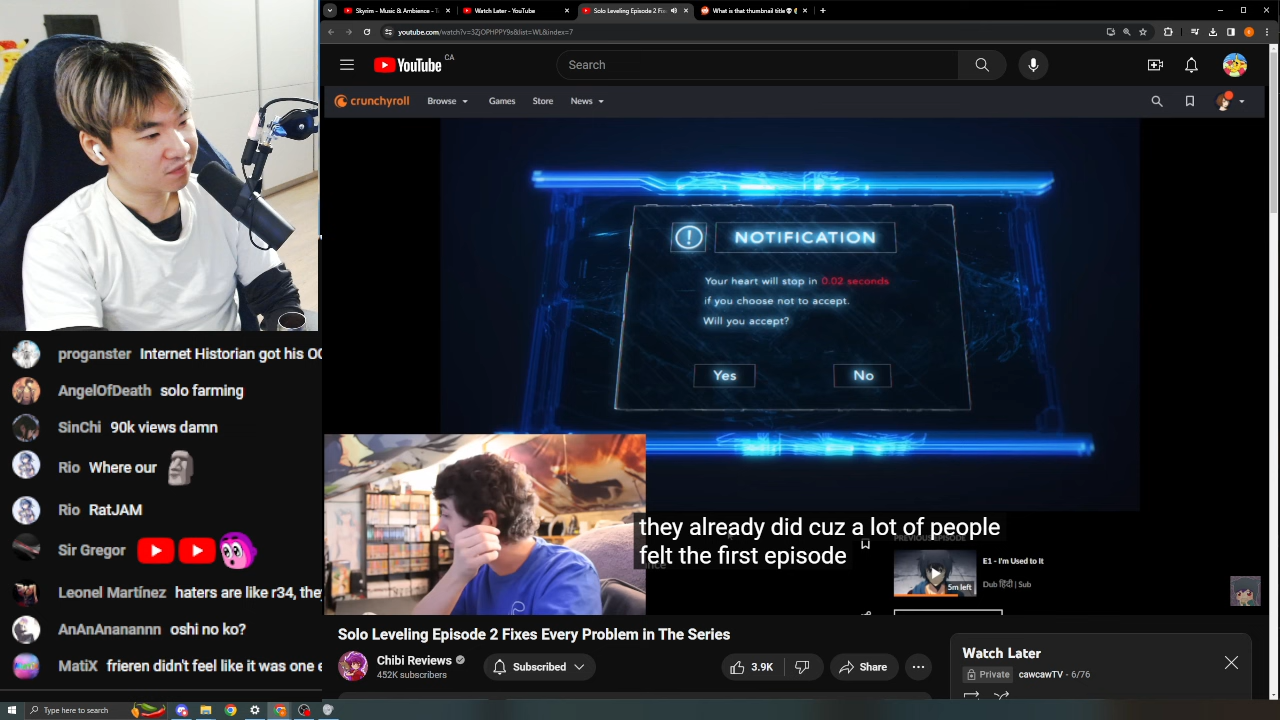 Skyrim - Music & Ambience - T
Watch Later - YouTube
Solo Leveling Episode 2 Fix
What is that thumbnail title
youtube.com/watch?v=3ZjOPHPPY9s&list=WL&index=7
YouTube CA
Search
crunchyroll
Browse
Games
Store
News
NOTIFICATION
Your heart will stop in 0.02 seconds
if you choose not to accept.
Will you accept?
Yes
No
they already did cuz a lot of people
felt the first episode
PREVIOUS EPISODE
E1 - I'm Used to It
Dub हिंदी | Sub
5m left
Solo Leveling Episode 2 Fixes Every Problem in The Series
Chibi Reviews
452K subscribers
Subscribed
3.9K
Share
Watch Later
Private
cawcawTV - 6/76
proganster Internet Historian got his OC
AngelOfDeath solo farming
SinChi 90k views damn
Rio Where our
Rio RatJAM
Sir Gregor
Leonel Martínez haters are like r34, they
AnAnAnanannn oshi no ko?
MatiX frieren didn't feel like it was one e
Type here to search